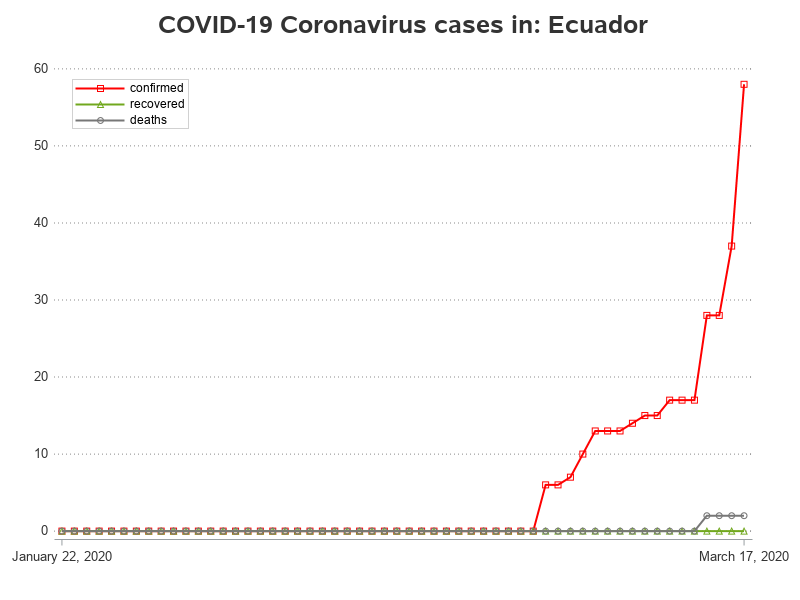 COVID-19 Coronavirus cases in: Ecuador
60
confirmed
recovered
deaths
50
40
30
20
10
0
January 22, 2020
March 17, 2020